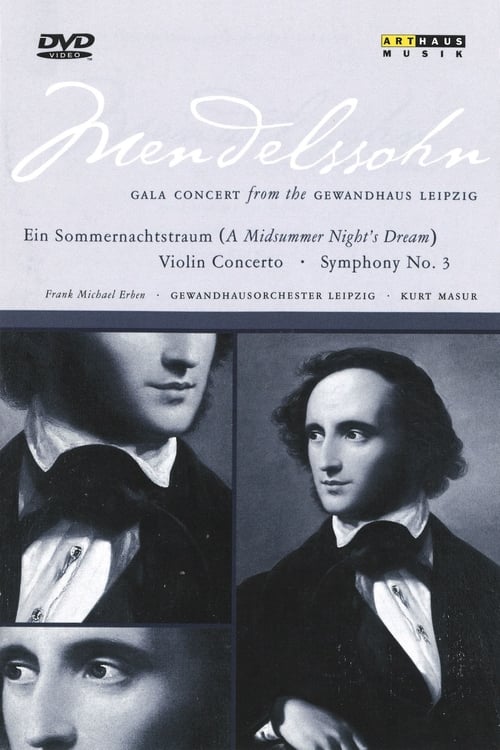 DVD
VIDEO
ARTHAUS
MUSIK
Mendelssohn
GALA CONCERT from the GEWANDHAUS LEIPZIG
Ein Sommernachtstraum (A Midsummer Night's Dream)
Violin Concerto · Symphony No. 3
Frank Michael Erben · GEWANDHAUSORCHESTER LEIPZIG · KURT MASUR